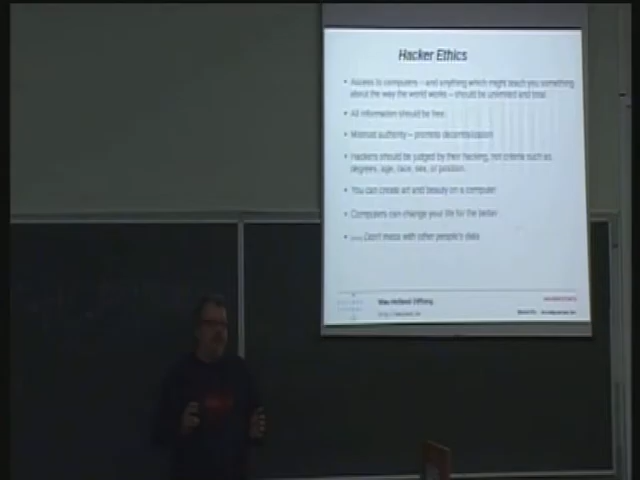 Hacker Ethics
Access to computers – and anything which might teach you something
about the way the world works – should be unlimited and total.
All information should be free.
Mistrust authority – promote decentralization
Hackers should be judged by their hacking, not criteria such as
degrees, age, race, sex, or position.
You can create art and beauty on a computer
Computers can change your life for the better
Don't mess with other people's data
Wau Holland Stiftung